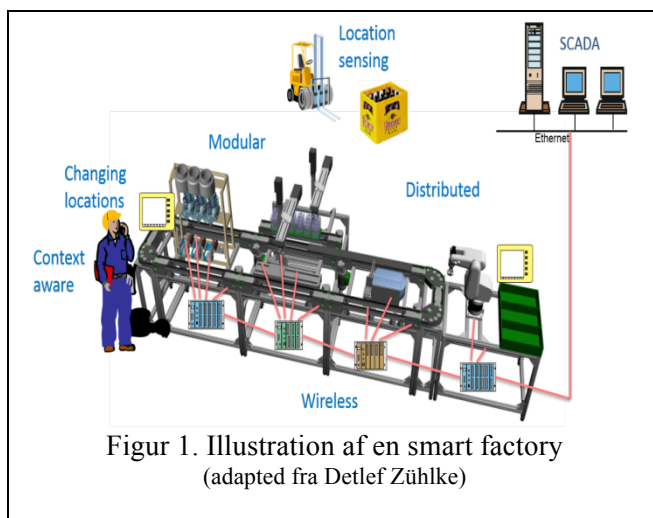 Location
sensing
SCADA
Ethernet
Modular
Distributed
Changing
locations
Context
aware
Wireless
Figur 1. Illustration af en smart factory
(adapted fra Detlef Zühlke)